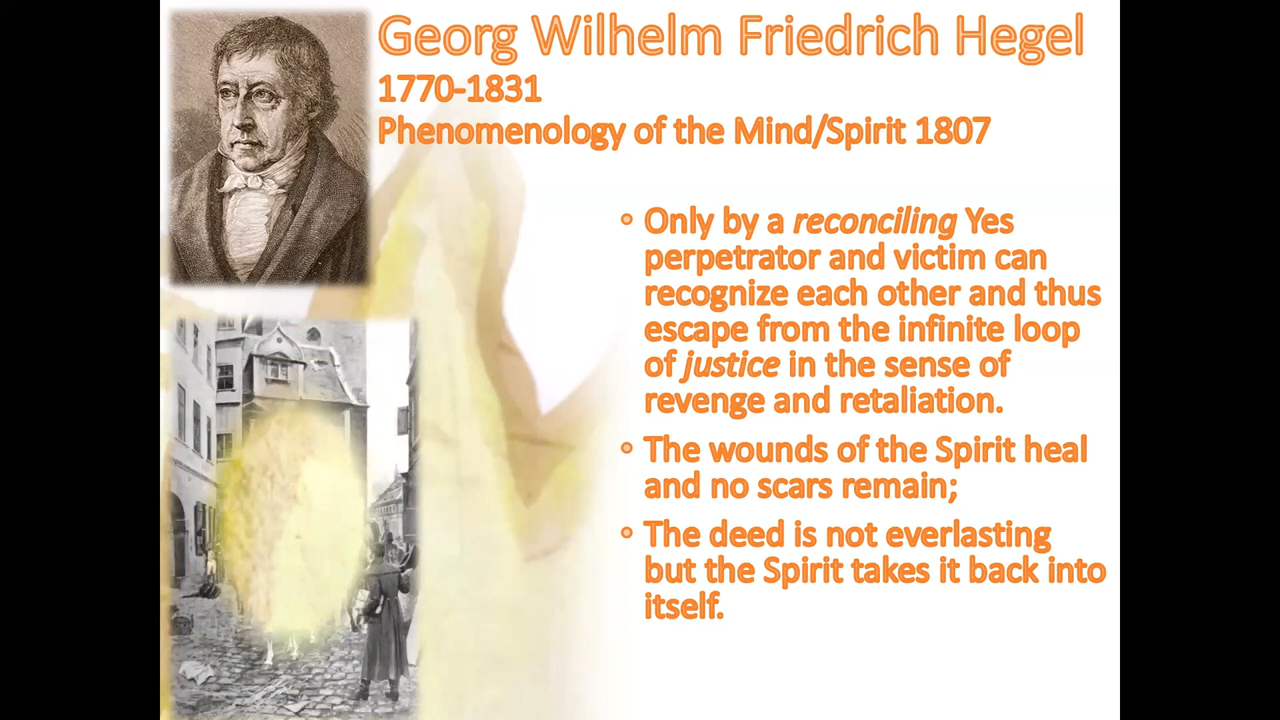 Georg Wilhelm Friedrich Hegel
1770-1831
Phenomenology of the Mind/Spirit 1807
• Only by a reconciling Yes
perpetrator and victim can
recognize each other and thus
escape from the infinite loop
of justice in the sense of
revenge and retaliation.
• The wounds of the Spirit heal
and no scars remain;
• The deed is not everlasting
but the Spirit takes it back into
itself.